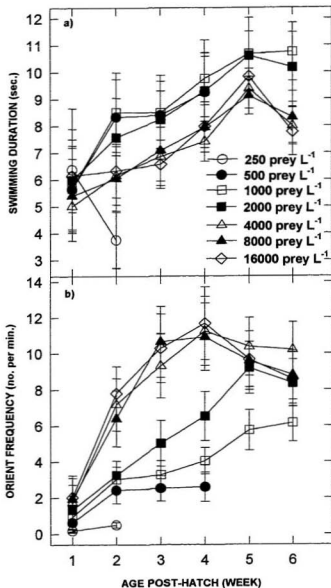 a)
SWIMMING DURATION (sec.)
12
11
10
9
8
7
6
5
4
3
250 prey L-1
500 prey L-1
1000 prey L-1
2000 prey L-1
4000 prey L-1
8000 prey L-1
16000 prey L-1
b)
ORIENT FREQUENCY (no. per min.)
14
12
10
8
6
4
2
0
1 2 3 4 5 6
AGE POST-HATCH (WEEK)